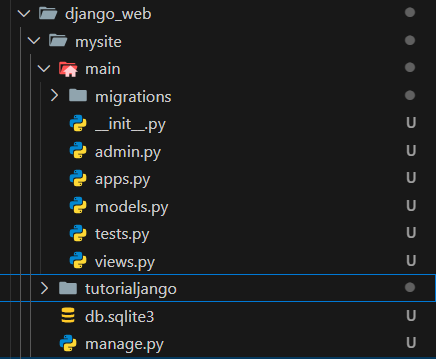 django_web
mysite
main
migrations
__init__.py U
admin.py U
apps.py U
models.py U
tests.py U
views.py U
tutorialjango
db.sqlite3 U
manage.py U